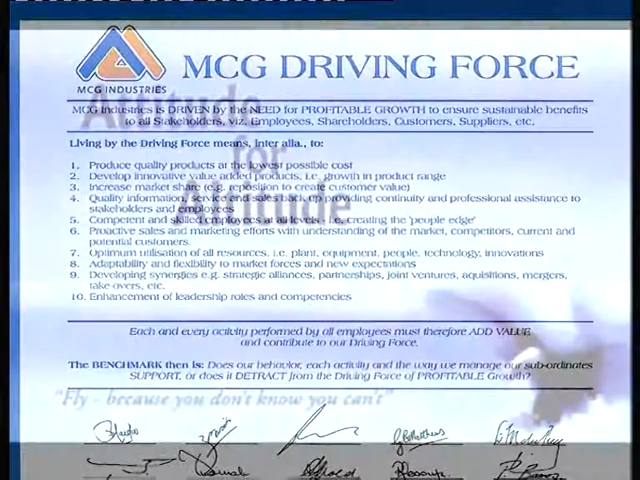 MCG INDUSTRIES
MCG DRIVING FORCE
Attitude
for
Altitude
MCG Industries is DRIVEN by the NEED for PROFITABLE GROWTH to ensure sustainable benefits
to all Stakeholders, viz. Employees, Shareholders, Customers, Suppliers, etc.
Living by the Driving Force means, inter alia., to:
1. Produce quality products at the lowest possible cost
2. Develop innovative value added products, i.e. growth in product range
3. Increase market share (e.g. reposition to create customer value)
4. Quality information, service and sales back up providing continuity and professional assistance to
stakeholders and employees
5. Competent and skilled employees at all levels - i.e. creating the 'people edge'
6. Proactive sales and marketing efforts with understanding of the market, competitors, current and
potential customers.
7. Optimum utilisation of all resources, i.e. plant, equipment, people, technology, innovations
8. Adaptability and flexibility to market forces and new expectations
9. Developing synergies e.g. strategic alliances, partnerships, joint ventures, aquisitions, mergers,
take overs, etc.
10. Enhancement of leadership roles and competencies
Each and every activity performed by all employees must therefore ADD VALUE
and contribute to our Driving Force.
The BENCHMARK then is: Does our behavior, each activity and the way we manage our sub-ordinates
SUPPORT, or does it DETRACT from the Driving Force of PROFITABLE Growth?
"Fly - because you don't know you can't"